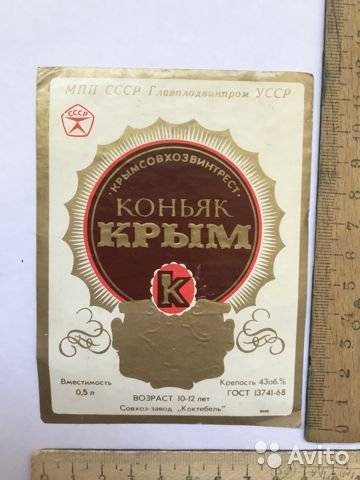 МПП СССР Главплодвинпром УССР
СССР
·КРЫМСОВХОЗВИНТРЕСТ·
КОНЬЯК
КРЫМ
К
Вместимость
0,5 л
Крепость 43об.%
ГОСТ 13741-68
ВОЗРАСТ 10-12 лет
Совхоз-завод „Коктебель"
Avito